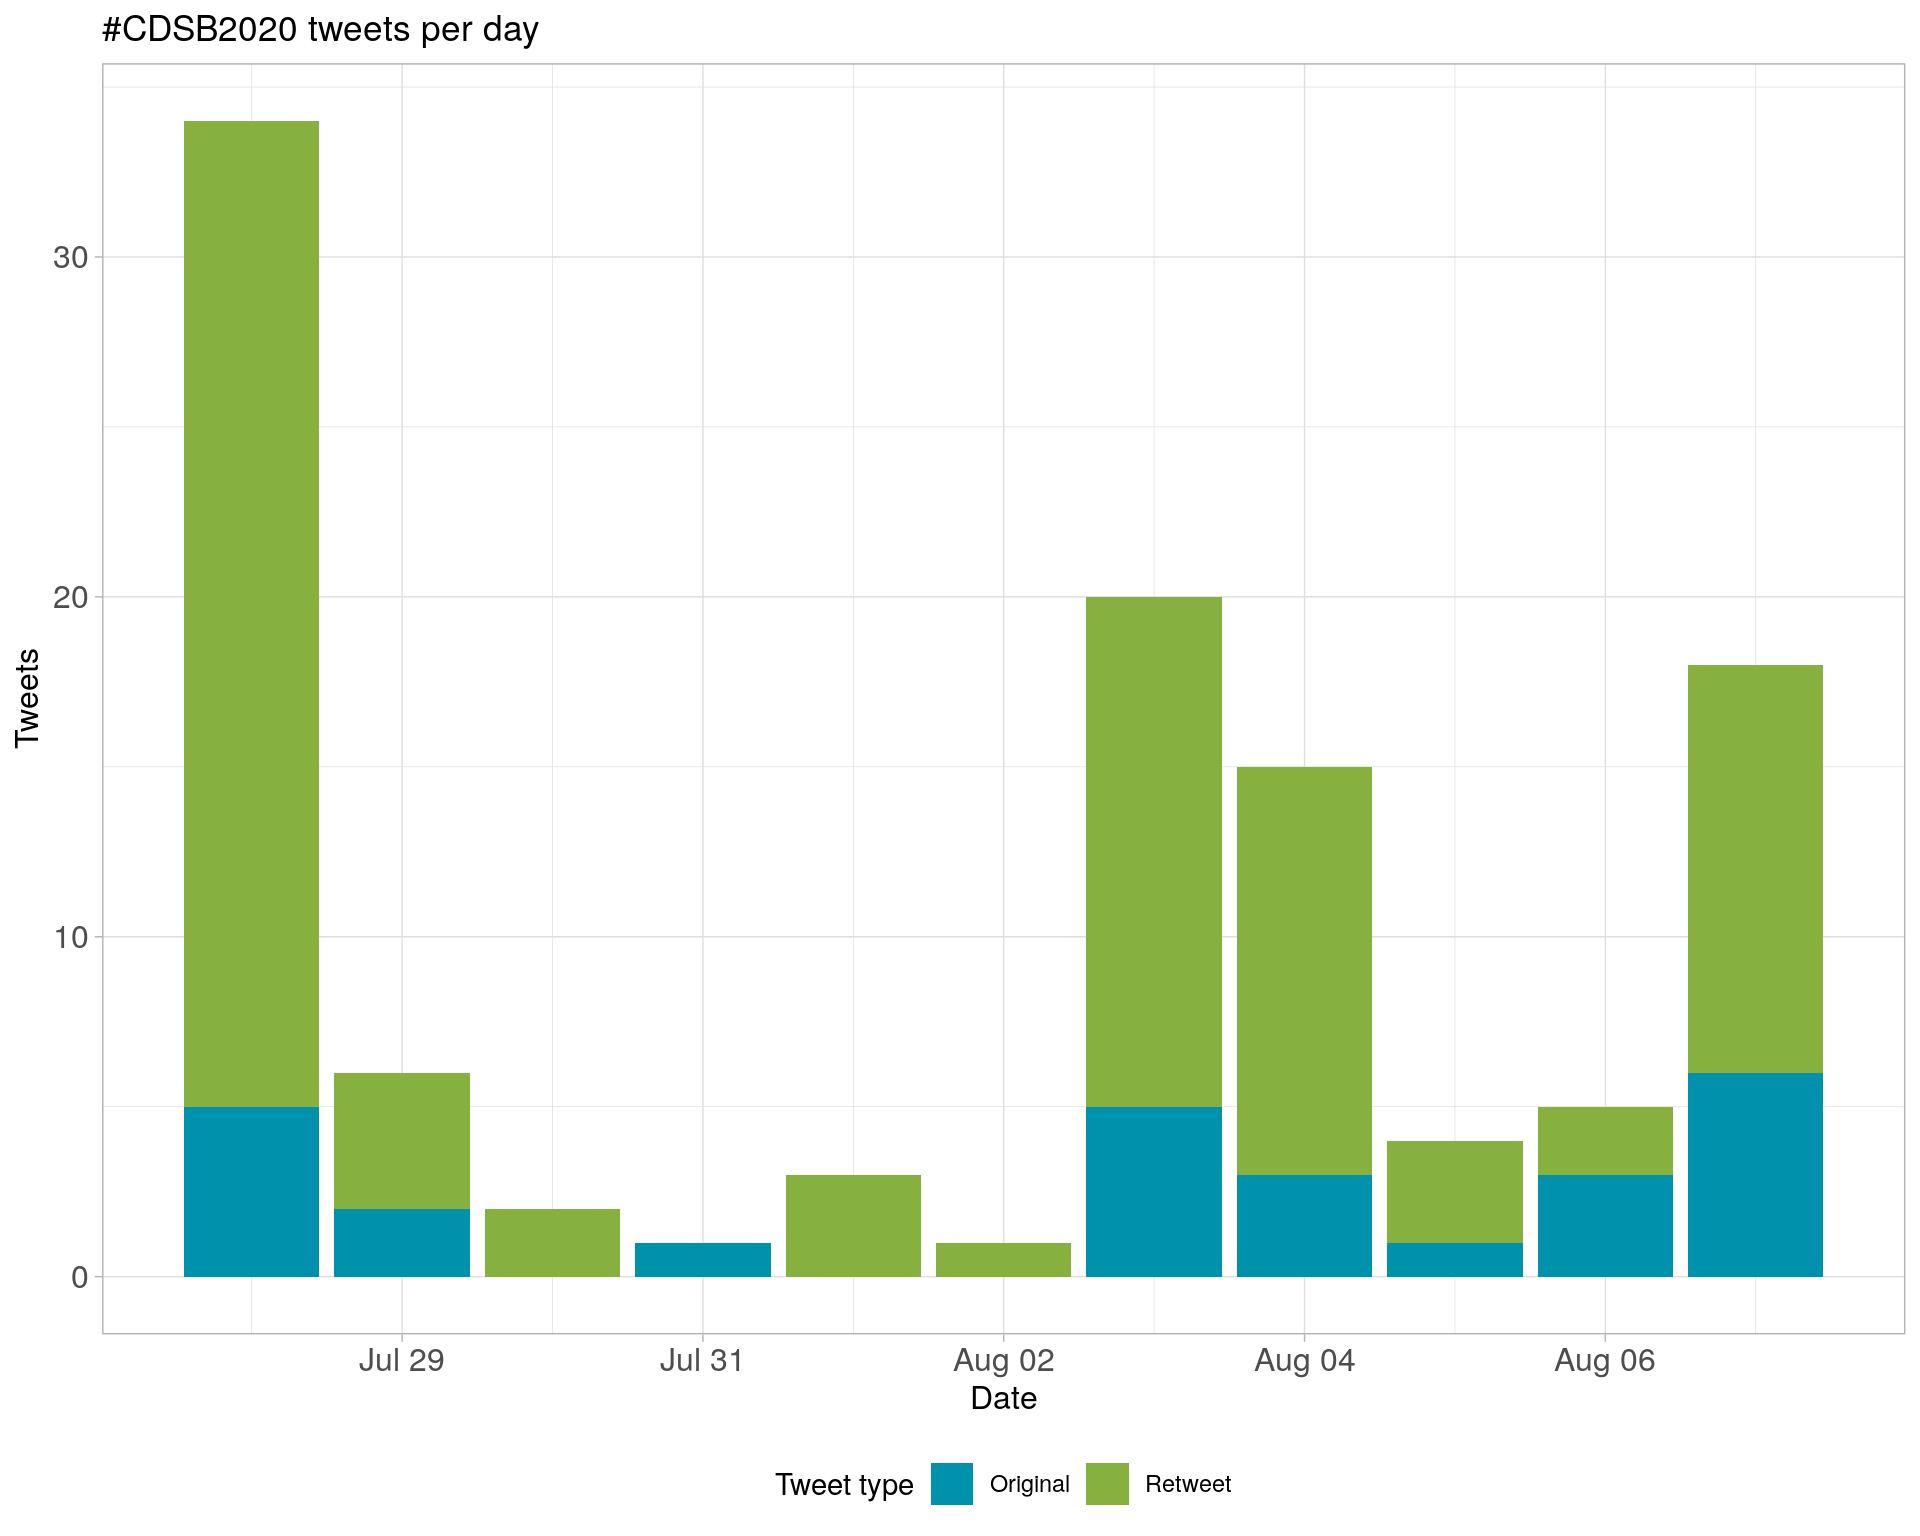 #CDSB2020 tweets per day
30
20
10
0
Tweets
Jul 29
Jul 31
Aug 02
Aug 04
Aug 06
Date
Tweet type
Original
Retweet